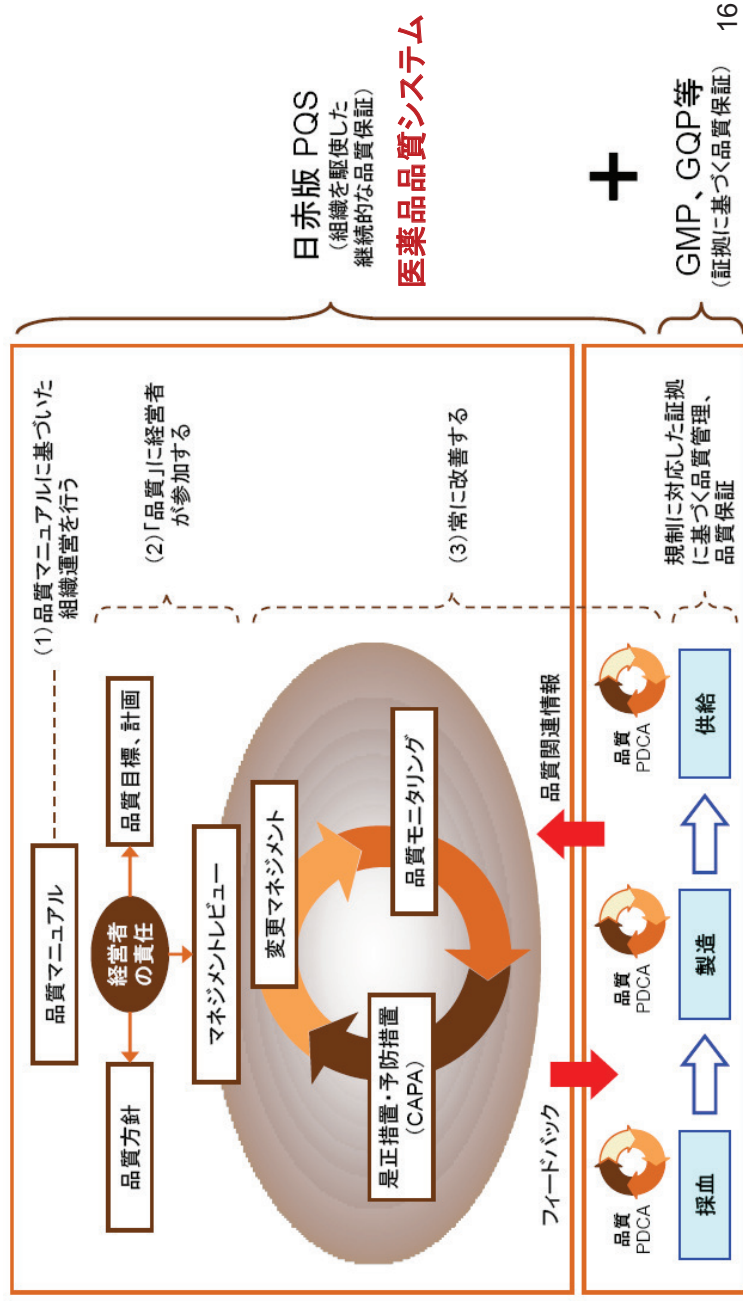 品質マニュアル
(1)品質マニュアルに基づいた
組織運営を行う
品質方針
経営者
の責任
品質目標、計画
(2)「品質」に経営者
が参加する
マネジメントレビュー
変更マネジメント
品質モニタリング
是正措置・予防措置
(CAPA)
(3)常に改善する
フィードバック
品質関連情報
日赤版 PQS
(組織を駆使した
継続的な品質保証)
医薬品品質システム
+
品質
PDCA
品質
PDCA
品質
PDCA
採血
製造
供給
規制に対応した証拠
に基づく品質管理、
品質保証
GMP、GQP等
(証拠に基づく品質保証)
16